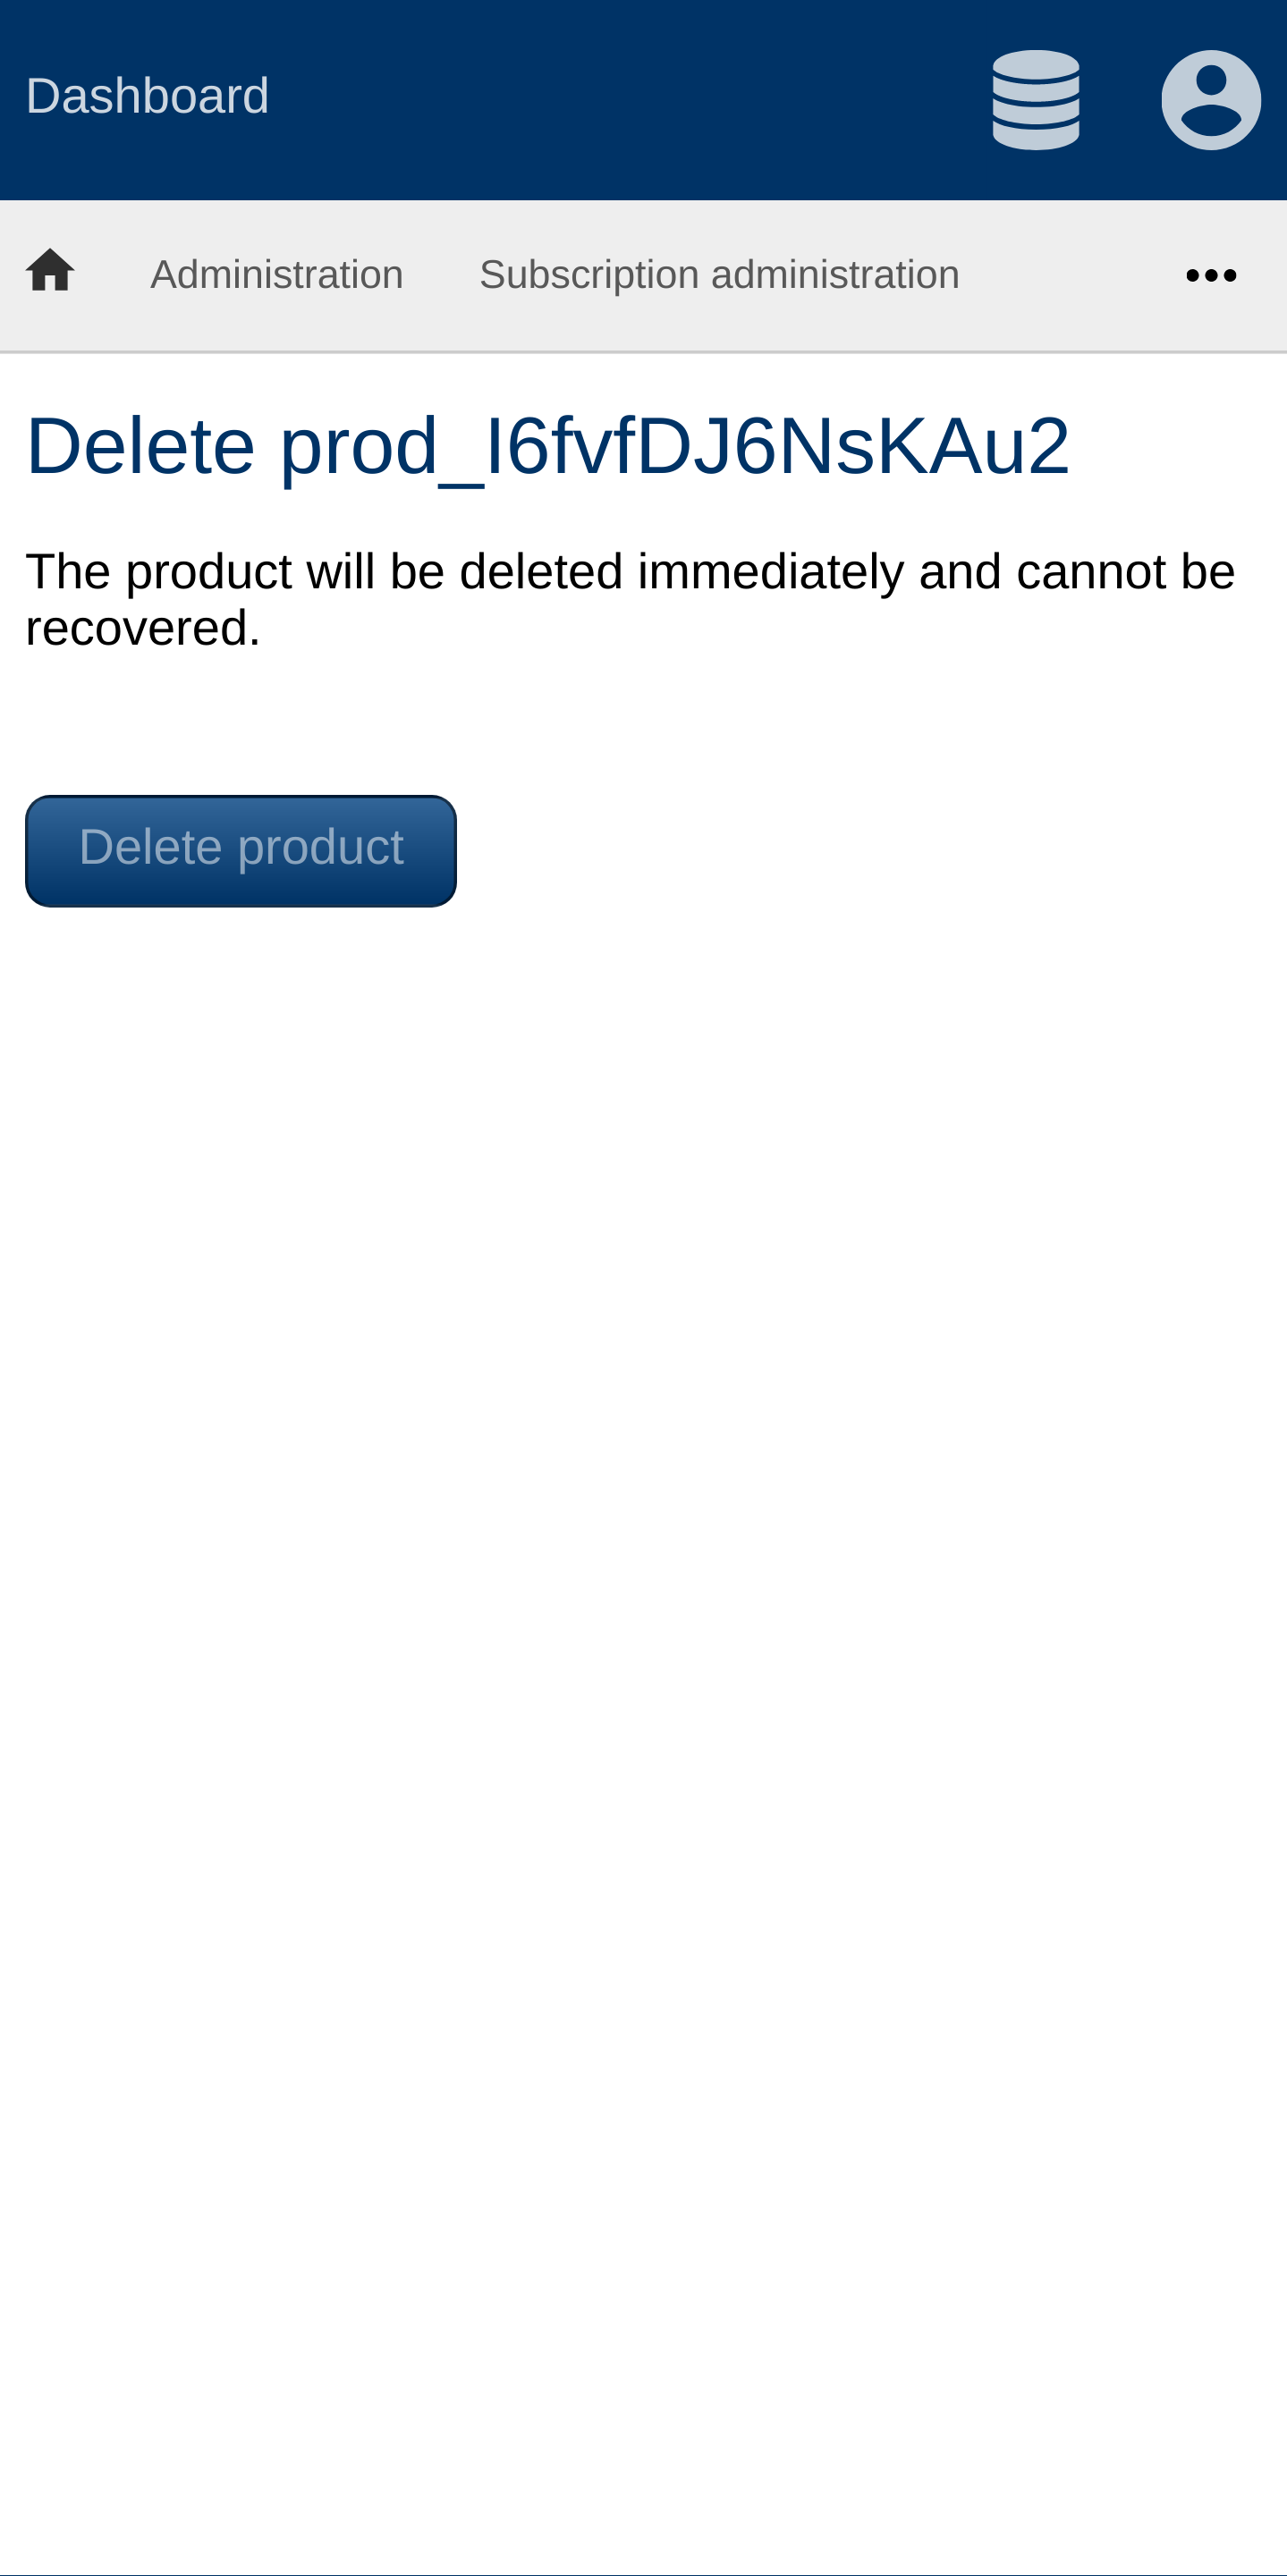 Dashboard
Administration Subscription administration
Delete prod_I6fvfDJ6NsKAu2
The product will be deleted immediately and cannot be
recovered.
Delete product